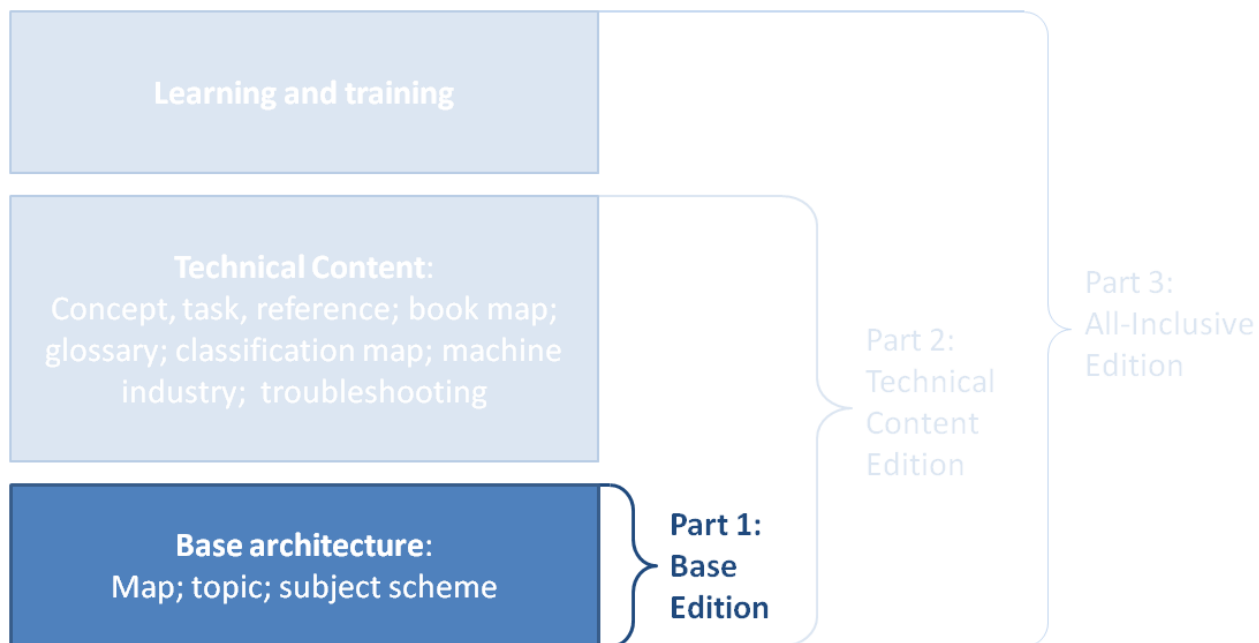 Learning and training
Technical Content:
Concept, task, reference; book map;
glossary; classification map; machine
industry; troubleshooting
Base architecture:
Map; topic; subject scheme
Part 1:
Base
Edition
Part 2:
Technical
Content
Edition
Part 3:
All-Inclusive
Edition